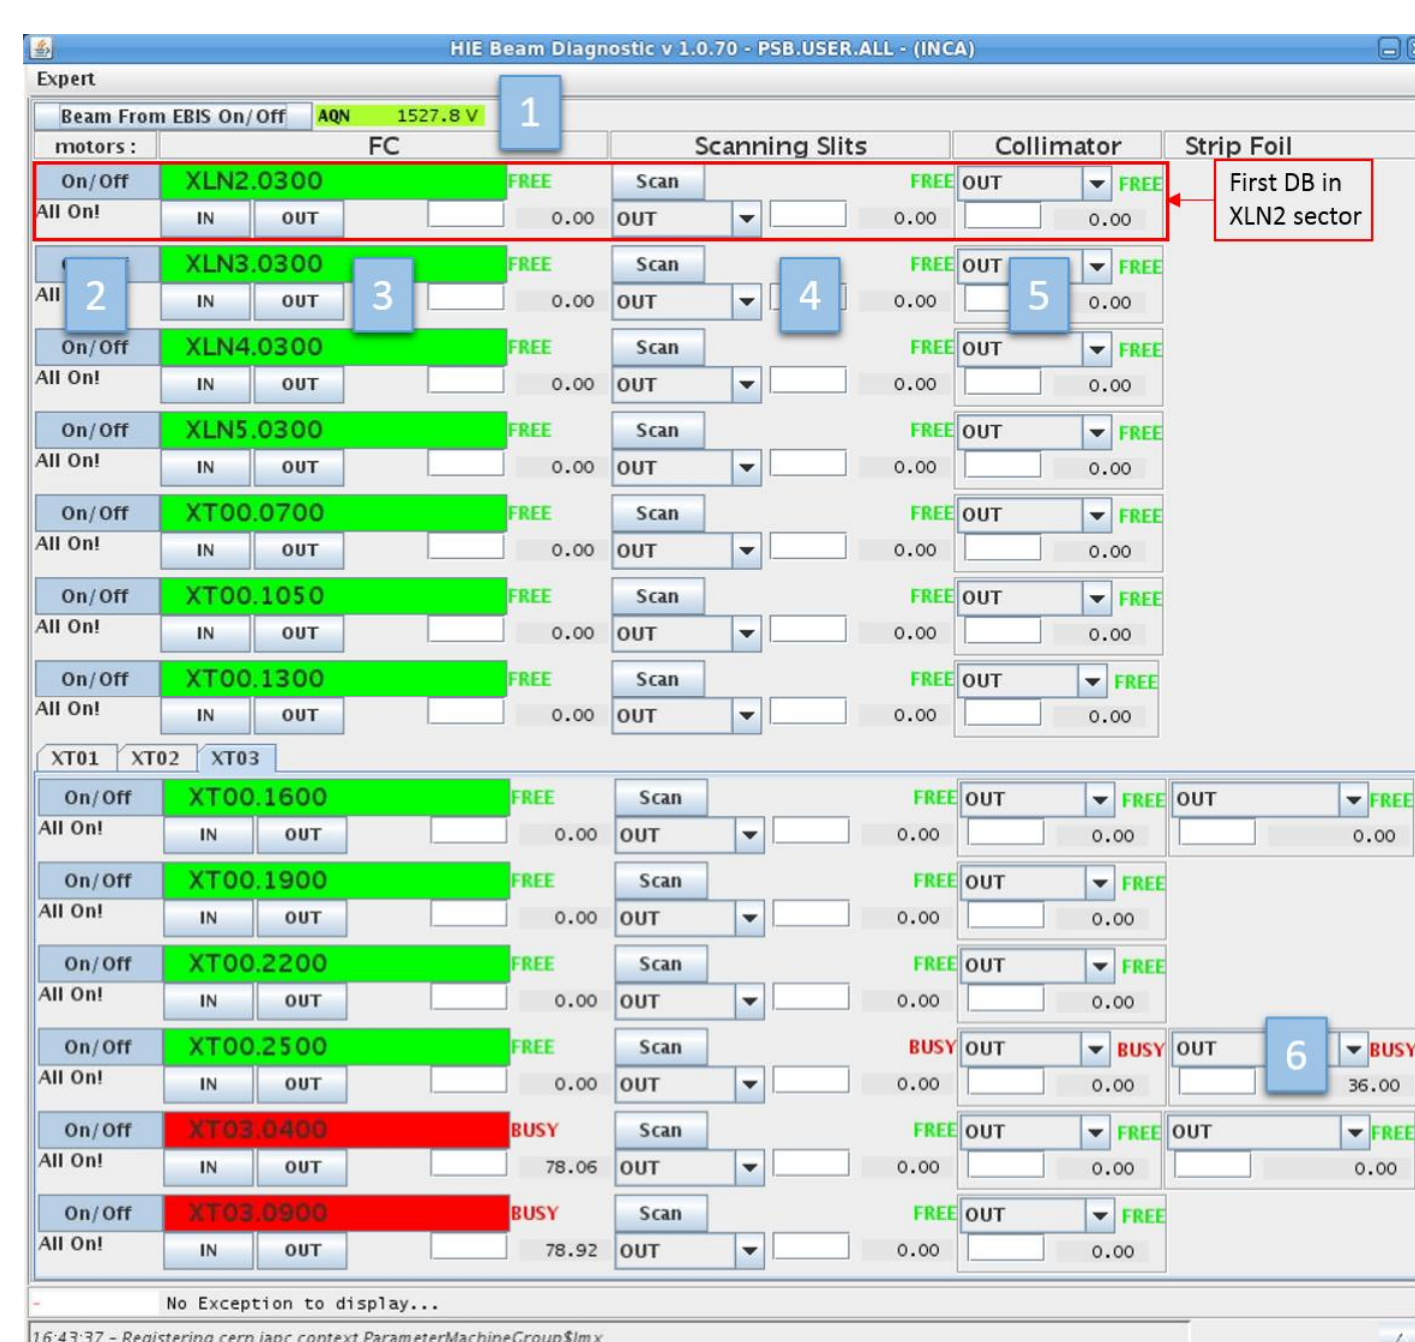 HIE Beam Diagnostic v 1.0.70 - PSB.USER.ALL - (INCA)
Expert
Beam From EBIS On/Off AQN 1527.8 V 1
motors : FC Scanning Slits Collimator Strip Foil
On/Off XLN2.0300 FREE Scan FREE OUT FREE First DB in
All On! IN OUT 0.00 OUT 0.00 0.00 XLN2 sector
XLN3.0300 FREE Scan FREE OUT FREE
All 2 IN OUT 3 0.00 OUT 4 0.00 5 0.00
On/Off XLN4.0300 FREE Scan FREE OUT FREE
All On! IN OUT 0.00 OUT 0.00 0.00
On/Off XLN5.0300 FREE Scan FREE OUT FREE
All On! IN OUT 0.00 OUT 0.00 0.00
On/Off XT00.0700 FREE Scan FREE OUT FREE
All On! IN OUT 0.00 OUT 0.00 0.00
On/Off XT00.1050 FREE Scan FREE OUT FREE
All On! IN OUT 0.00 OUT 0.00 0.00
On/Off XT00.1300 FREE Scan FREE OUT FREE
All On! IN OUT 0.00 OUT 0.00 0.00
XT01 XT02 XT03
On/Off XT00.1600 FREE Scan FREE OUT FREE OUT FREE
All On! IN OUT 0.00 OUT 0.00 0.00 0.00
On/Off XT00.1900 FREE Scan FREE OUT FREE
All On! IN OUT 0.00 OUT 0.00 0.00
On/Off XT00.2200 FREE Scan FREE OUT FREE
All On! IN OUT 0.00 OUT 0.00 0.00
On/Off XT00.2500 FREE Scan BUSY OUT BUSY OUT 6 BUSY
All On! IN OUT 0.00 OUT 0.00 0.00 36.00
On/Off XT03.0400 BUSY Scan FREE OUT FREE OUT FREE
All On! IN OUT 78.06 OUT 0.00 0.00 0.00
On/Off XT03.0900 BUSY Scan FREE OUT FREE
All On! IN OUT 78.92 OUT 0.00 0.00
- No Exception to display...
16:43:37 - Registering cern.japc.context.ParameterMachineGroup$Imx